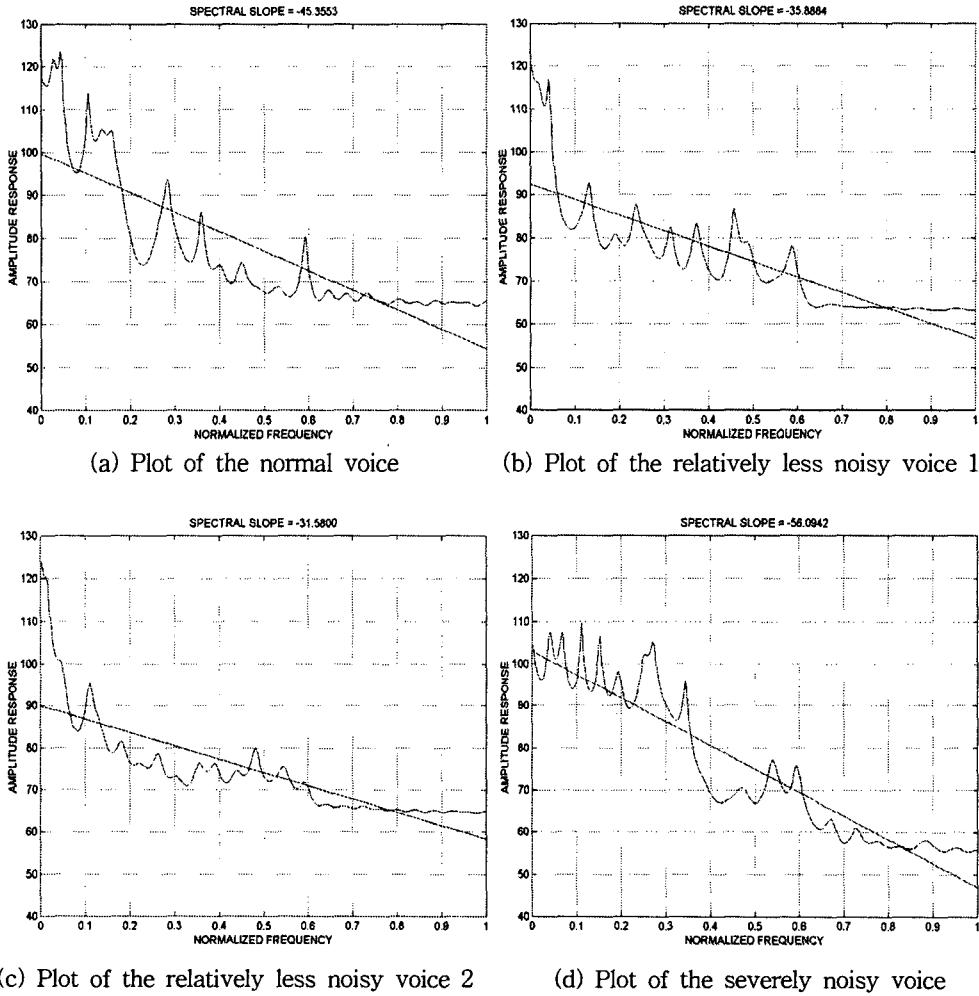 SPECTRAL SLOPE = -45.3553
130
120
110
100
90
80
70
60
50
40
AMPLITUDE RESPONSE
0 0.1 0.2 0.3 0.4 0.5 0.6 0.7 0.8 0.9 1
NORMALIZED FREQUENCY
(a) Plot of the normal voice
SPECTRAL SLOPE = -35.8884
130
120
110
100
90
80
70
60
50
40
AMPLITUDE RESPONSE
0 0.1 0.2 0.3 0.4 0.5 0.6 0.7 0.8 0.9 1
NORMALIZED FREQUENCY
(b) Plot of the relatively less noisy voice 1
SPECTRAL SLOPE = -31.5800
130
120
110
100
90
80
70
60
50
40
AMPLITUDE RESPONSE
0 0.1 0.2 0.3 0.4 0.5 0.6 0.7 0.8 0.9 1
NORMALIZED FREQUENCY
(c) Plot of the relatively less noisy voice 2
SPECTRAL SLOPE = -56.0942
130
120
110
100
90
80
70
60
50
40
AMPLITUDE RESPONSE
0 0.1 0.2 0.3 0.4 0.5 0.6 0.7 0.8 0.9 1
NORMALIZED FREQUENCY
(d) Plot of the severely noisy voice